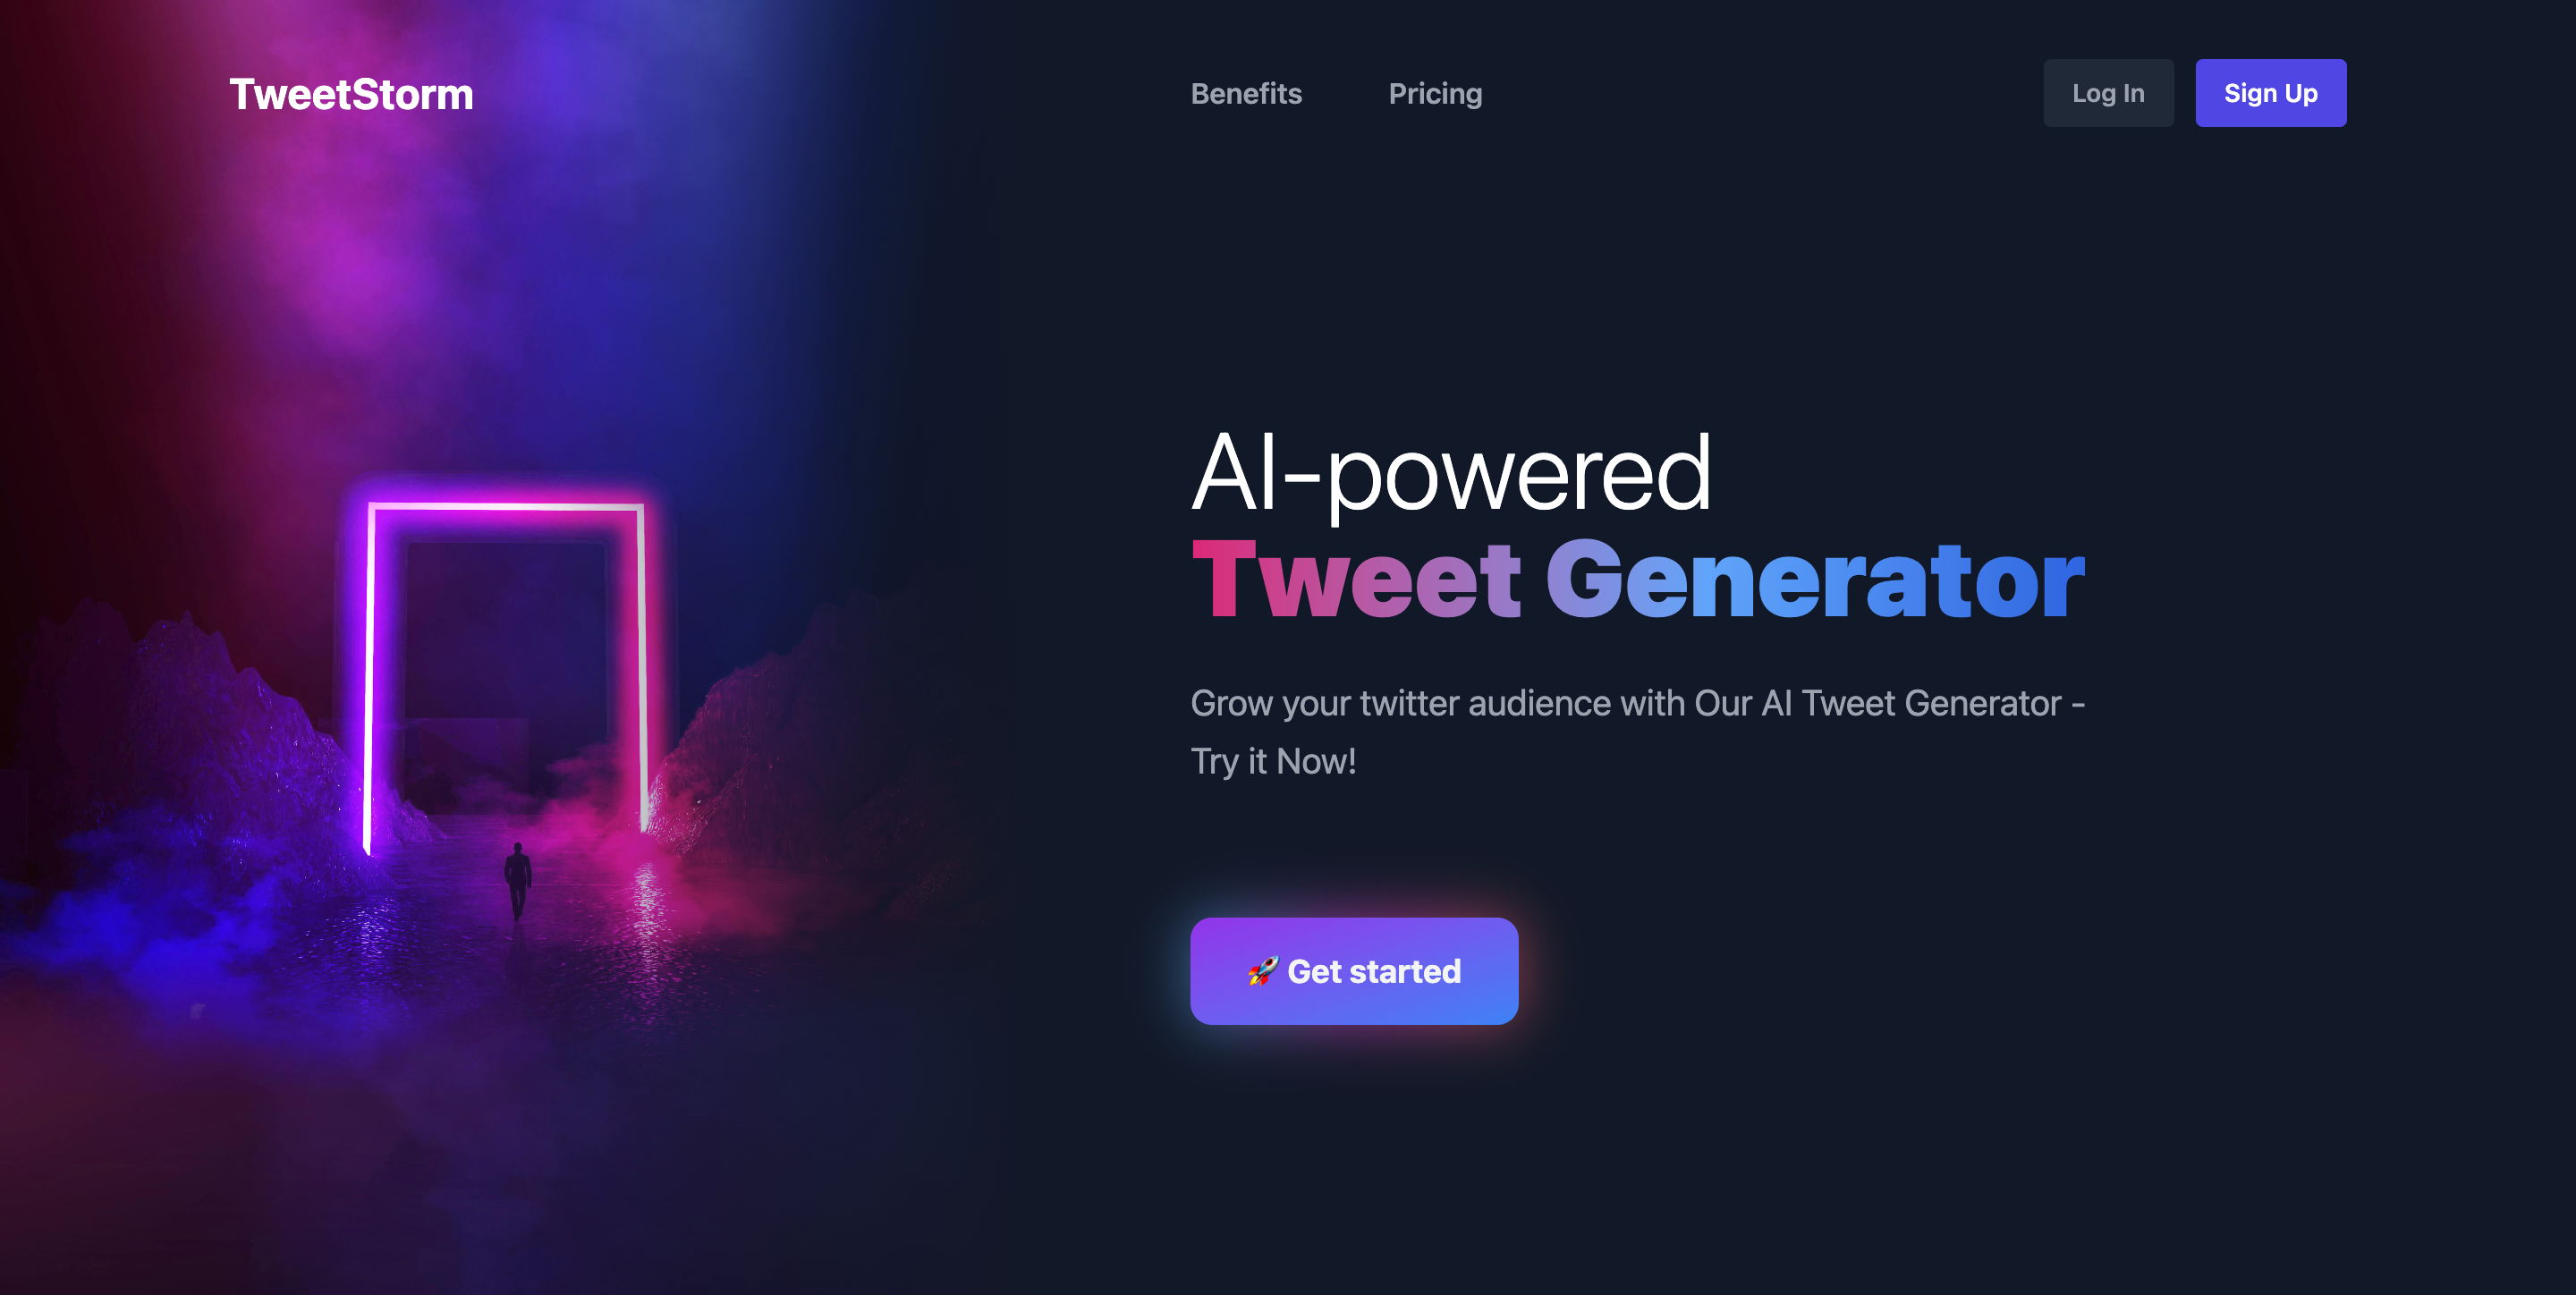 TweetStorm
Benefits
Pricing
Log In
Sign Up
AI-powered
Tweet Generator
Grow your twitter audience with Our AI Tweet Generator -
Try it Now!
🚀 Get started